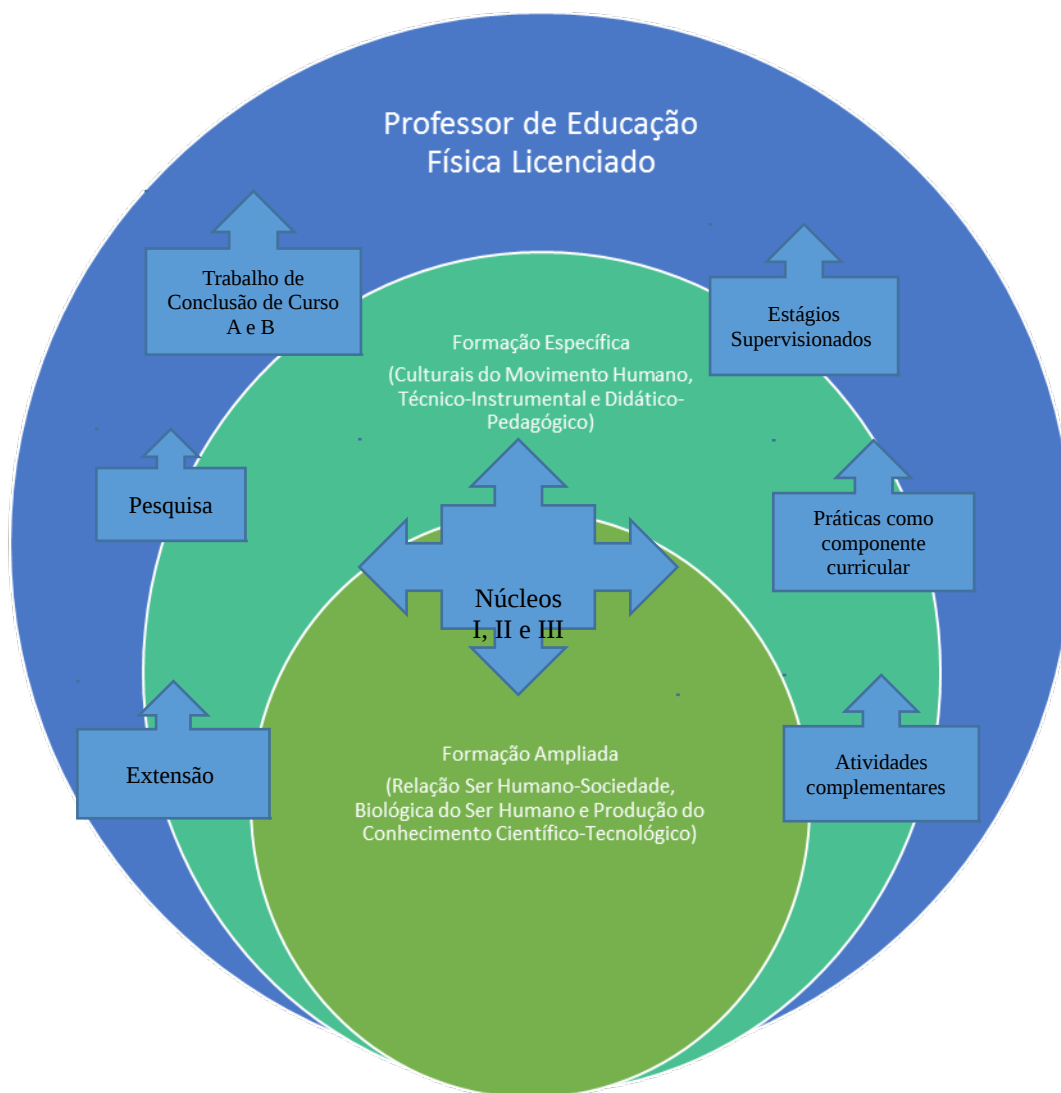 Professor de Educação
Física Licenciado
Trabalho de
Conclusão de Curso
A e B
Estágios
Supervisionados
Formação Específica
(Culturais do Movimento Humano,
Técnico-Instrumental e Didático-
Pedagógico)
Pesquisa
Práticas como
componente
curricular
Núcleos
I, II e III
Extensão
Formação Ampliada
(Relação Ser Humano-Sociedade,
Biológica do Ser Humano e Produção do
Conhecimento Científico-Tecnológico)
Atividades
complementares